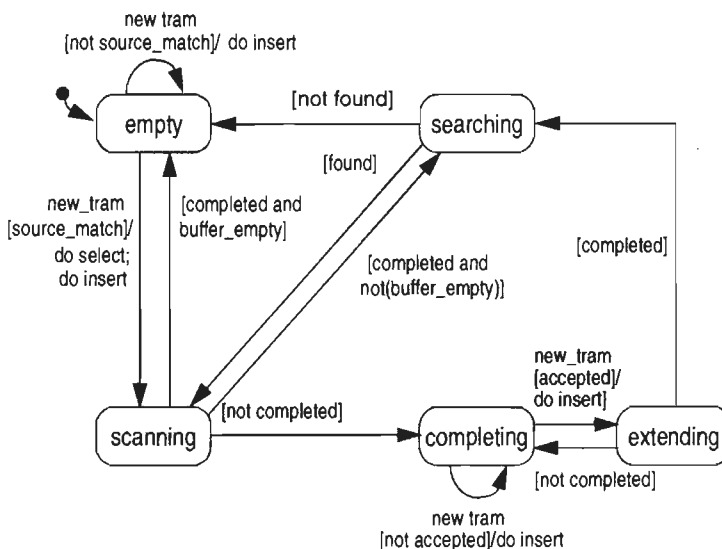 new tram
[not source_match]/ do insert
[not found]
empty
searching
[found]
new_tram
[source_match]/
do select;
do insert
[completed and
buffer_empty]
[completed and
not(buffer_empty)]
[completed]
new_tram
[accepted]/
do insert]
[not completed]
scanning
completing
extending
[not completed]
new tram
[not accepted]/do insert